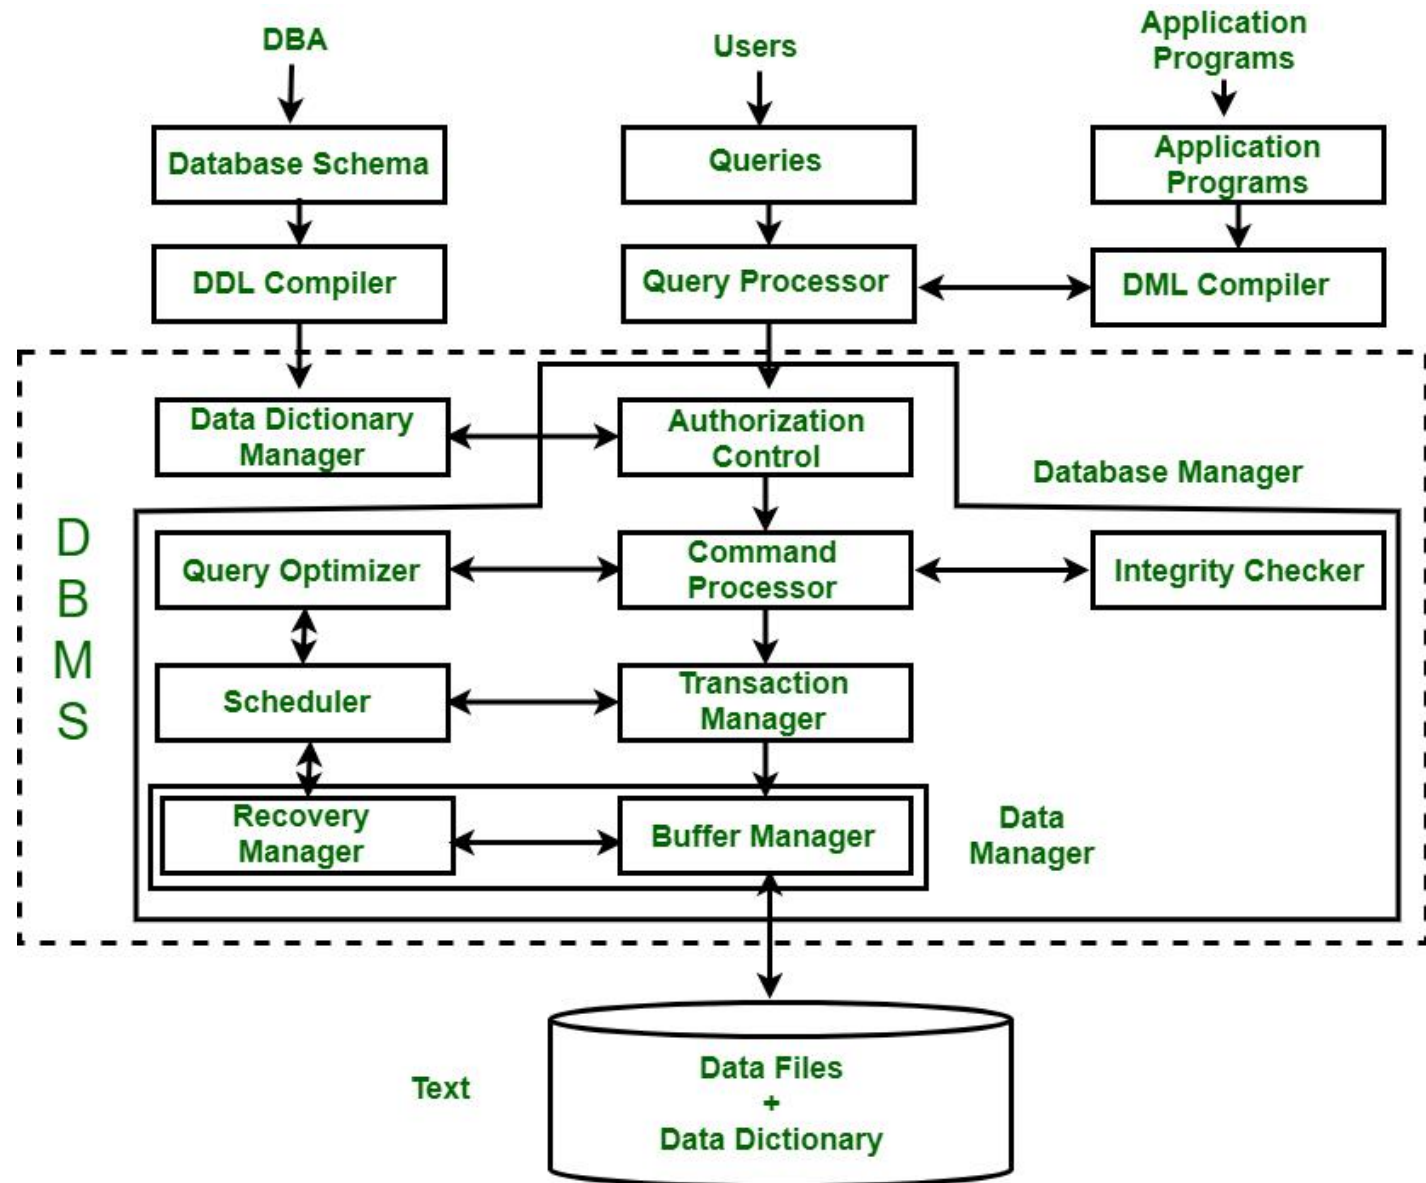 DBA
Users
Application
Programs
Database Schema
Queries
Application
Programs
DDL Compiler
Query Processor
DML Compiler
Data Dictionary
Manager
Authorization
Control
Database Manager
D
B
M
S
Query Optimizer
Command
Processor
Integrity Checker
Scheduler
Transaction
Manager
Recovery
Manager
Buffer Manager
Data
Manager
Text
Data Files
+
Data Dictionary